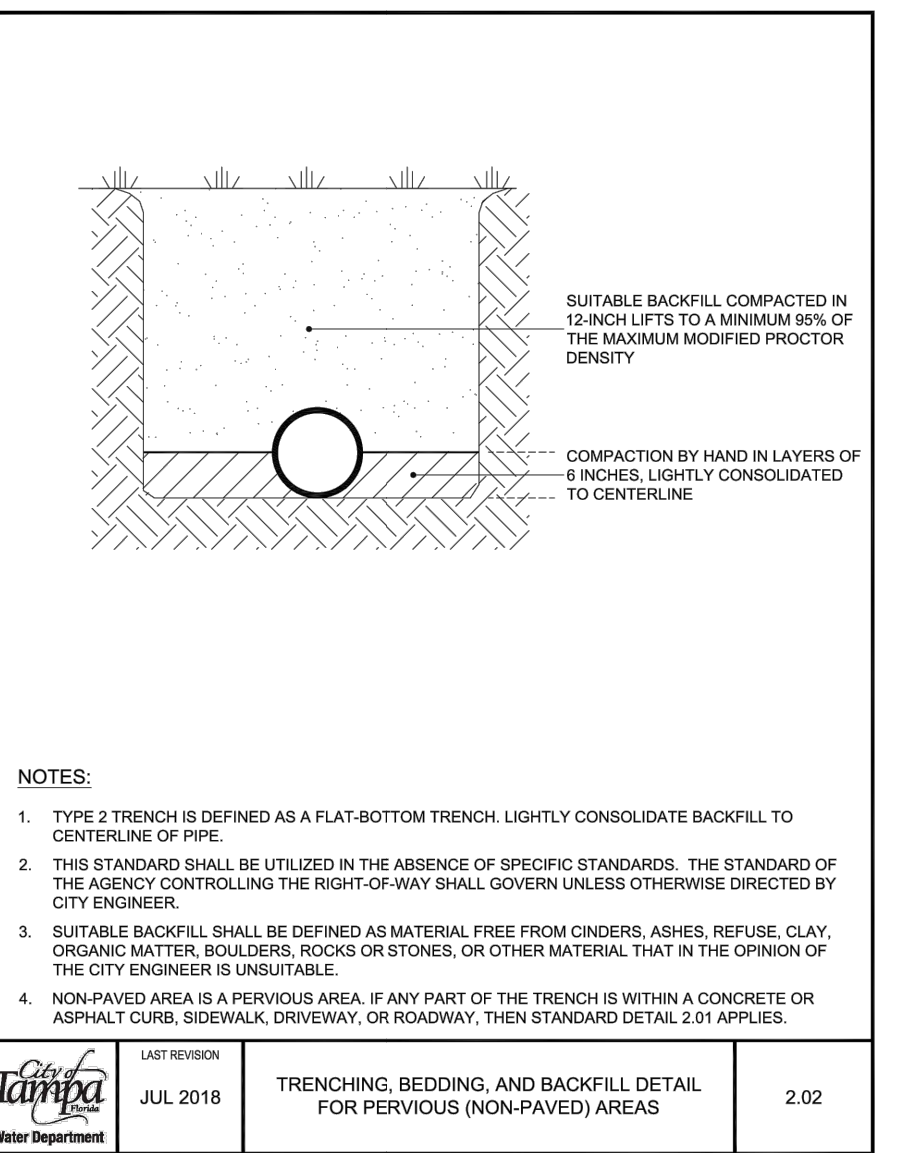 SUITABLE BACKFILL COMPACTED IN
12-INCH LIFTS TO A MINIMUM 95% OF
THE MAXIMUM MODIFIED PROCTOR
DENSITY
COMPACTION BY HAND IN LAYERS OF
6 INCHES, LIGHTLY CONSOLIDATED
TO CENTERLINE
NOTES:
1. TYPE 2 TRENCH IS DEFINED AS A FLAT-BOTTOM TRENCH. LIGHTLY CONSOLIDATE BACKFILL TO
CENTERLINE OF PIPE.
2. THIS STANDARD SHALL BE UTILIZED IN THE ABSENCE OF SPECIFIC STANDARDS. THE STANDARD OF
THE AGENCY CONTROLLING THE RIGHT-OF-WAY SHALL GOVERN UNLESS OTHERWISE DIRECTED BY
CITY ENGINEER.
3. SUITABLE BACKFILL SHALL BE DEFINED AS MATERIAL FREE FROM CINDERS, ASHES, REFUSE, CLAY,
ORGANIC MATTER, BOULDERS, ROCKS OR STONES, OR OTHER MATERIAL THAT IN THE OPINION OF
THE CITY ENGINEER IS UNSUITABLE.
4. NON-PAVED AREA IS A PERVIOUS AREA. IF ANY PART OF THE TRENCH IS WITHIN A CONCRETE OR
ASPHALT CURB, SIDEWALK, DRIVEWAY, OR ROADWAY, THEN STANDARD DETAIL 2.01 APPLIES.
City of
Tampa
Florida
Water Department
LAST REVISION
JUL 2018
TRENCHING, BEDDING, AND BACKFILL DETAIL
FOR PERVIOUS (NON-PAVED) AREAS
2.02